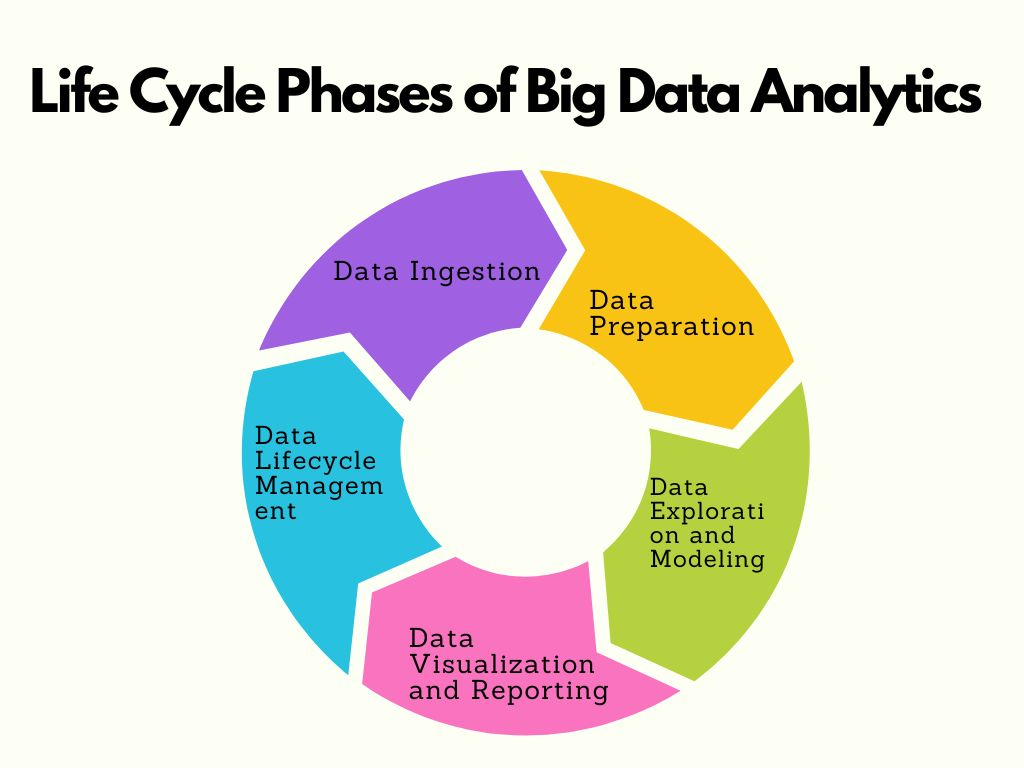 Life Cycle Phases of Big Data Analytics
Data Ingestion
Data
Preparation
Data
Explorati
on and
Modeling
Data
Visualization
and Reporting
Data
Lifecycle
Managem
ent